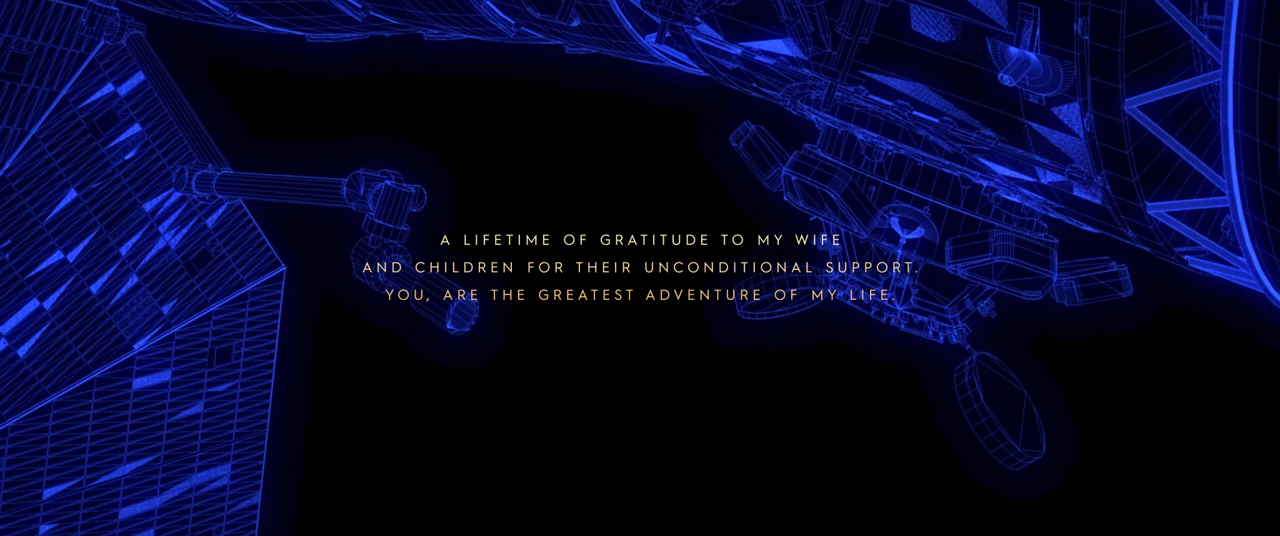 A LIFETIME OF GRATITUDE TO MY WIFE
AND CHILDREN FOR THEIR UNCONDITIONAL SUPPORT.
YOU, ARE THE GREATEST ADVENTURE OF MY LIFE.